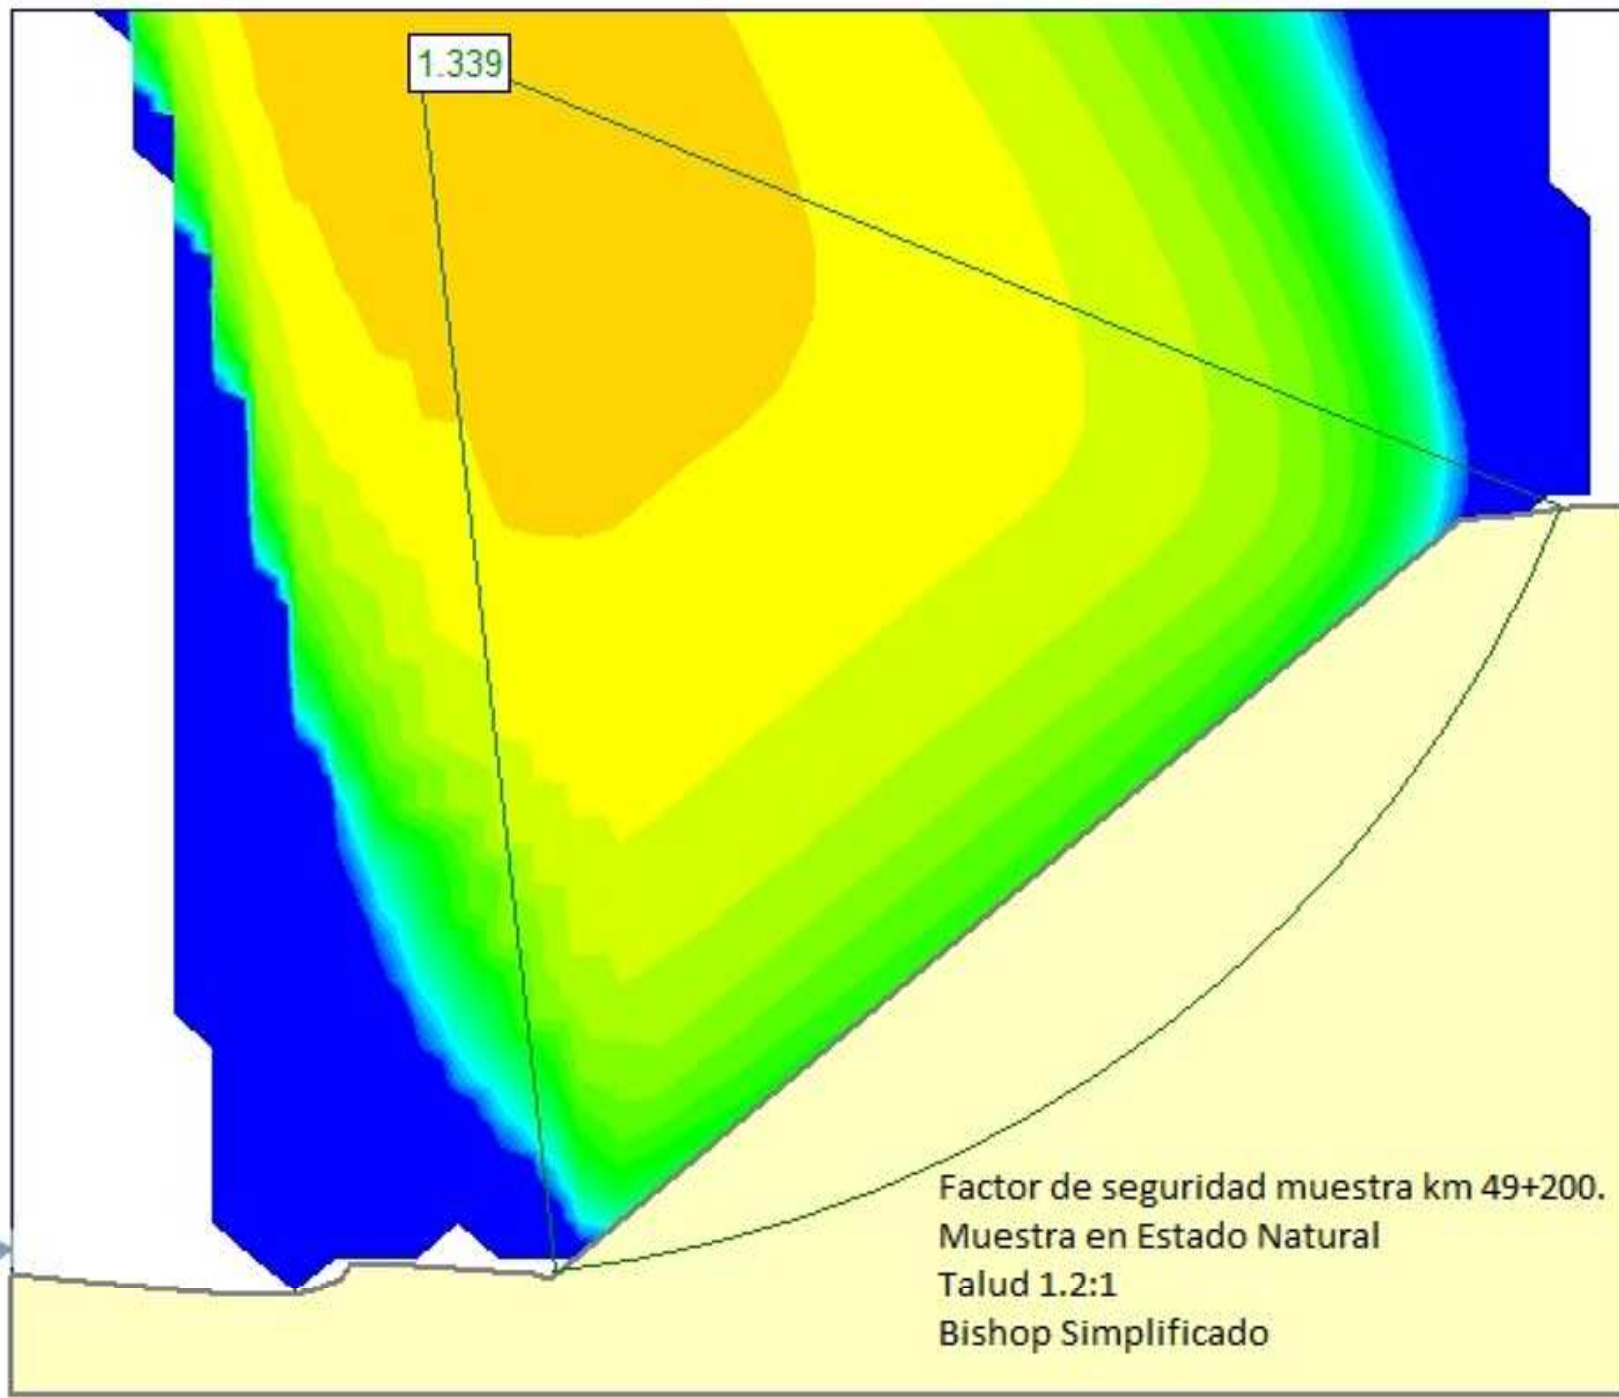 1.339
Factor de seguridad muestra km 49+200.
Muestra en Estado Natural
Talud 1.2:1
Bishop Simplificado